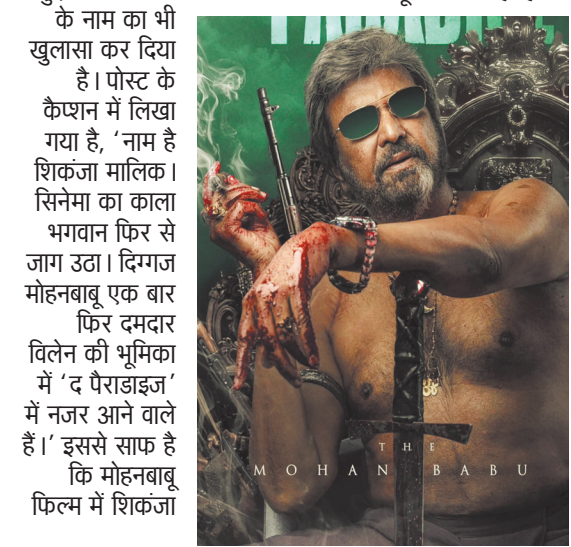 के नाम का भी
खुलासा कर दिया
है। पोस्ट के
कैप्शन में लिखा
गया है, ‘नाम है
शिकंजा मालिक।
सिनेमा का काला
भगवान फिर से
जाग उठा। दिग्गज
मोहनबाबू एक बार
फिर दमदार
विलेन की भूमिका
में ‘द पैराडाइज’
में नजर आने वाले
हैं।’ इससे साफ है
कि मोहनबाबू
फिल्म में शिकंजा
THE
MOHAN BABU